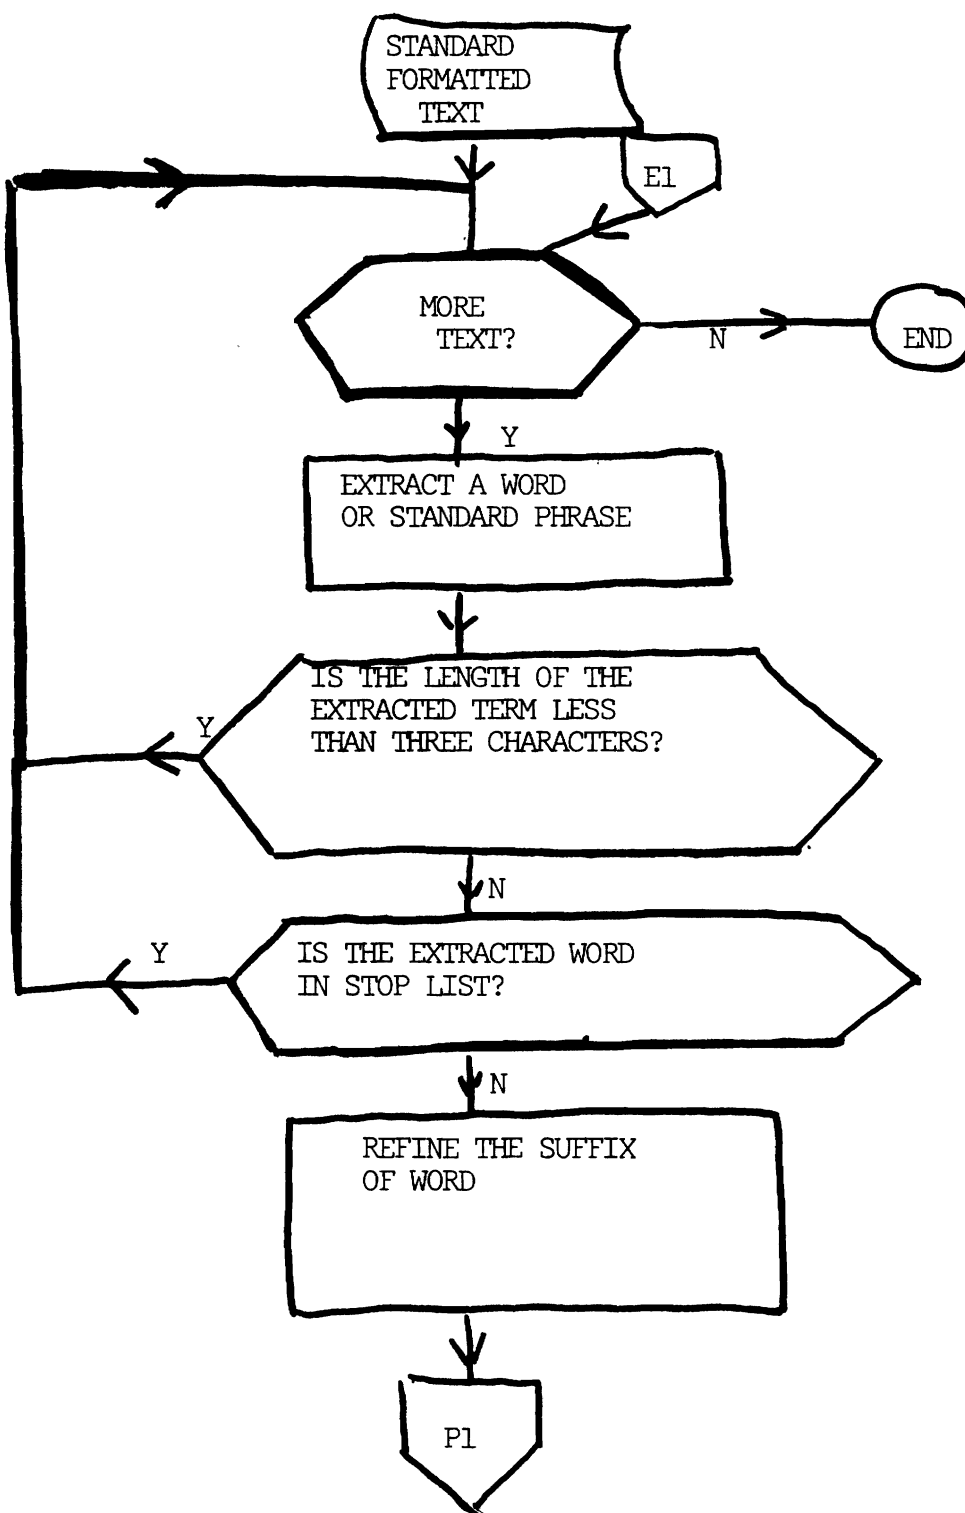 STANDARD
FORMATTED
TEXT
E1
MORE
TEXT?
N
END
Y
EXTRACT A WORD
OR STANDARD PHRASE
IS THE LENGTH OF THE
EXTRACTED TERM LESS
THAN THREE CHARACTERS?
Y
N
IS THE EXTRACTED WORD
IN STOP LIST?
Y
N
REFINE THE SUFFIX
OF WORD
P1